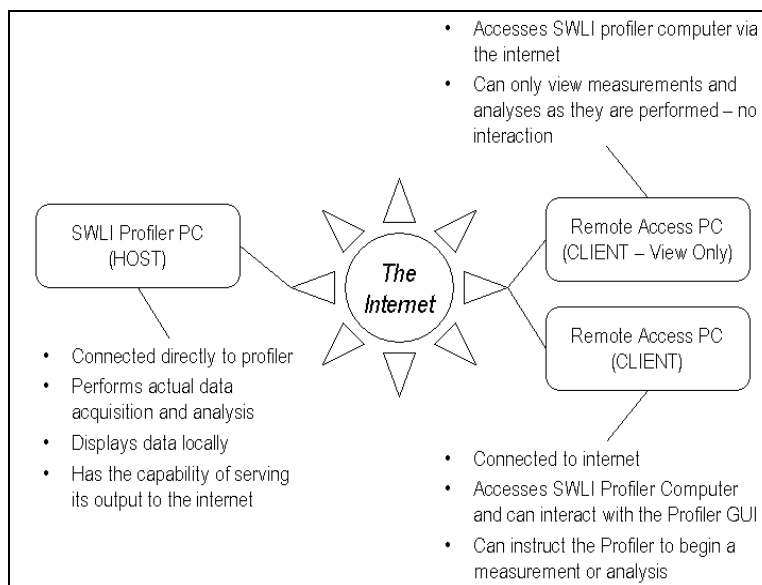 • Accesses SWLI profiler computer via
the internet
• Can only view measurements and
analyses as they are performed – no
interaction
SWLI Profiler PC
(HOST)
The
Internet
Remote Access PC
(CLIENT – View Only)
Remote Access PC
(CLIENT)
• Connected directly to profiler
• Performs actual data
acquisition and analysis
• Displays data locally
• Has the capability of serving
its output to the internet
• Connected to internet
• Accesses SWLI Profiler Computer
and can interact with the Profiler GUI
• Can instruct the Profiler to begin a
measurement or analysis